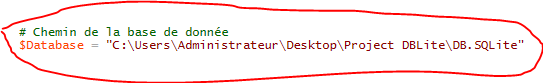 # Chemin de la base de donnée
$Database = "C:\Users\Administrateur\Desktop\Project DBLite\DB.SQLite"